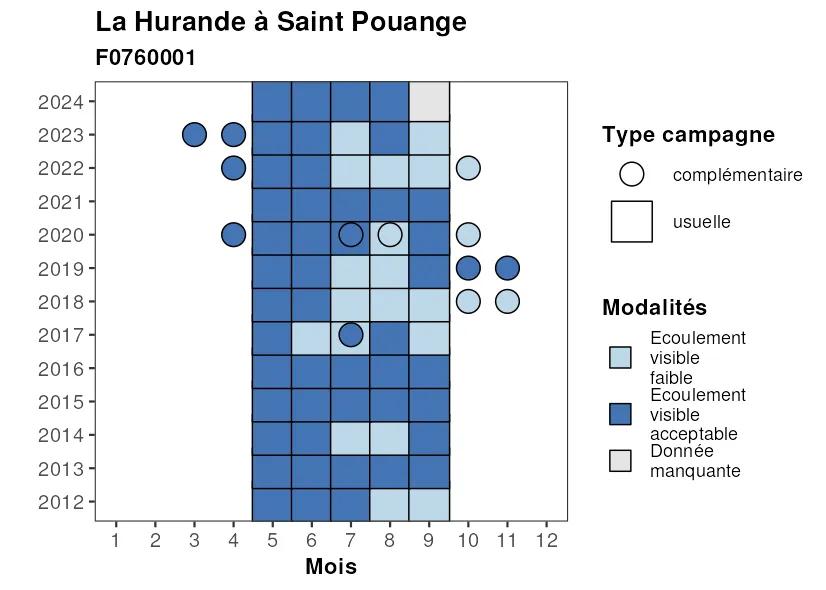 La Hurande à Saint Pouange
F0760001
2024
2023
2022
2021
2020
2019
2018
2017
2016
2015
2014
2013
2012
1 2 3 4 5 6 7 8 9 10 11 12
Mois
Type campagne
complémentaire
usuelle
Modalités
Ecoulement
visible
faible
Ecoulement
visible
acceptable
Donnée
manquante